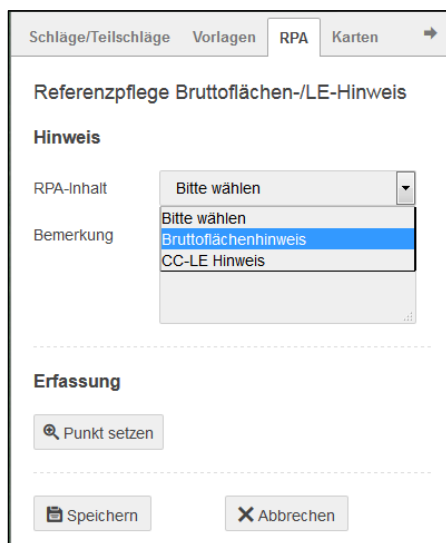 Schläge/Teilschläge Vorlagen RPA Karten
Referenzpflege Bruttoflächen-/LE-Hinweis
Hinweis
RPA-Inhalt Bitte wählen
Bitte wählen
Bemerkung Bruttoflächenhinweis
CC-LE Hinweis
Erfassung
Punkt setzen
Speichern Abbrechen